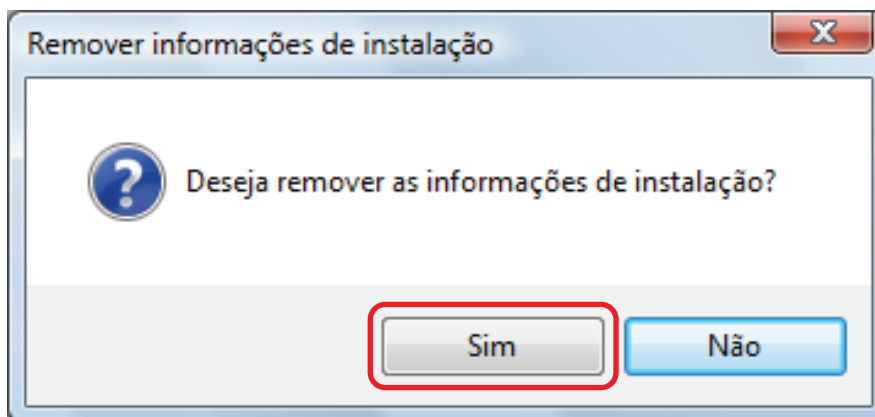 Remover informações de instalação
Deseja remover as informações de instalação?
Sim
Não